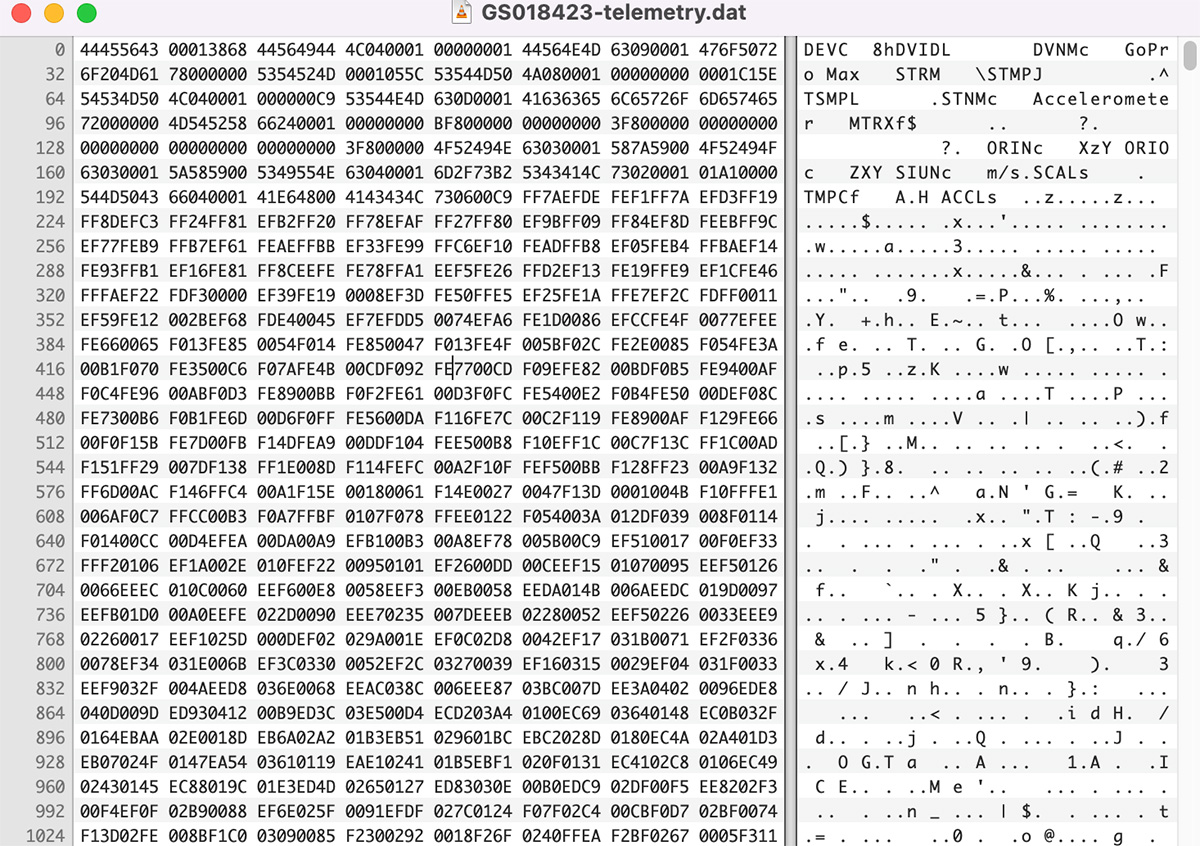 GS018423-telemetry.dat
0 44455643 00013868 44564944 4C040001 00000001 44564E4D 63090001 476F5072 DEVC 8hDVIDL DVNMc GoPr
32 6F204D61 78000000 5354524D 0001055C 53544D50 4A080001 00000000 0001C15E o Max STRM \STMPJ .^
64 54534D50 4C040001 000000C9 53544E4D 630D0001 41636365 6C65726F 6D657465 TSMPL .STNMc Acceleromete
96 72000000 4D545258 66240001 00000000 BF800000 00000000 3F800000 00000000 r MTRXf$ .. ?.
128 00000000 00000000 00000000 3F800000 4F52494E 63030001 587A5900 4F52494F ?. ORINc XzY ORIO
160 63030001 5A585900 5349554E 63040001 6D2F73B2 5343414C 73020001 01A10000 c ZXY SIUNc m/s.SCALs .
192 544D5043 66040001 41E64800 4143434C 730600C9 FF7AEFDE FEF1FF7A EFD3FF19 TMPCf A.H ACCLs ..z.....z...
224 FF8DEFC3 FF24FF81 EFB2FF20 FF78EFAF FF27FF80 EF9BFF09 FF84EF8D FEEBFF9C .....$..... .x...'..... ........
256 EF77FEB9 FFB7EF61 FEAEFFBB EF33FE99 FFC6EF10 FEADFFB8 EF05FEB4 FFBAEF14 .w.....a.....3..... ..... ......
288 FE93FFB1 EF16FE81 FF8CEEFE FE78FFA1 EEF5FE26 FFD2EF13 FE19FFE9 EF1CFE46 ..... .......x.....&... .. ... .F
320 FFFAEF22 FDF30000 EF39FE19 0008EF3D FE50FFE5 EF25FE1A FFE7EF2C FDFF0011 ...".. .9. .=.P...%. ...,..
352 EF59FE12 002BEF68 FDE40045 EF7EFDD5 0074EFA6 FE1D0086 EFCCFE4F 0077EFEE .Y. +.h.. E.~.. t... ....O w..
384 FE660065 F013FE85 0054F014 FE850047 F013FE4F 005BF02C FE2E0085 F054FE3A .f e. .. T. .. G. .O [.,.. ..T.:
416 00B1F070 FE3500C6 F07AFE4B 00CDF092 FE7700CD F09EFE82 00BDF0B5 FE9400AF ..p.5 ..z.K ....w ..... ..... .
448 F0C4FE96 00ABF0D3 FE8900BB F0F2FE61 00D3F0FC FE5400E2 F0B4FE50 00DEF08C .... ..... .....a ....T ....P ...
480 FE7300B6 F0B1FE6D 00D6F0FF FE5600DA F116FE7C 00C2F119 FE8900AF F129FE66 .s ....m ....V ... .| .. .. ..).f
512 00F0F15B FE7D00FB F14DFEA9 00DDF104 FEE500B8 F10EFF1C 00C7F13C FF1C00AD ..[.} ..M.. .. .. .. . ..<. .
544 F151FF29 007DF138 FF1E008D F114FEFC 00A2F10F FEF500BB F128FF23 00A9F132 .Q.) }.8. .. .... .. .. ..(.# ..2
576 FF6D00AC F146FFC4 00A1F15E 00180061 F14E0027 0047F13D 0001004B F10FFFE1 .m ..F.. ..^ a.N ' G.= K. ..
608 006AF0C7 FFCC00B3 F0A7FFBF 0107F078 FFEE0122 F054003A 012DF039 008F0114 j.... ..... .x.. ".T : -.9 .
640 F01400CC 00D4EFEA 00DA00A9 EFB100B3 00A8EF78 005B00C9 EF510017 00F0EF33 . . .. . . .. . ..x [ ..Q ..3
672 FFF20106 EF1A002E 010FEF22 00950101 EF2600DD 00CEEF15 01070095 EEF50126 .. . . ." . .& . .. ... &
704 0066EEEC 010C0060 EEF600E8 0058EEF3 00EB0058 EEDA014B 006AEEDC 019D0097 f.. `.. . X.. . X.. K j.. . .
736 EEFB01D0 00A0EEFE 022D0090 EEE70235 007DEEEB 02280052 EEF50226 0033EEE9 .. . ... - ... 5 }.. ( R.. & 3..
768 02260017 EEF1025D 000DEF02 029A001E EF0C02D8 0042EF17 031B0071 EF2F0336 & .. ] . . . . B. q./ 6
800 0078EF34 031E006B EF3C0330 0052EF2C 03270039 EF160315 0029EF04 031F0033 x.4 k.< 0 R., ' 9. ). 3
832 EEF9032F 004AEED8 036E0068 EEAC038C 006EEE87 03BC007D EE3A0402 0096EDE8 .. / J.. n h.. . n.. . }.: ...
864 040D009D ED930412 00B9ED3C 03E500D4 ECD203A4 0100EC69 03640148 EC0B032F ... ..< . .... .i d H. /
896 0164EBAA 02E0018D EB6A02A2 01B3EB51 029601BC EBC2028D 0180EC4A 02A401D3 d.. . .j . .Q . .. . .J . .
928 EB07024F 0147EA54 03610119 EAE10241 01B5EBF1 020F0131 EC4102C8 0106EC49 . O G.T a .. A ... 1.A . .I
960 02430145 EC88019C 01E3ED4D 02650127 ED83030E 00B0EDC9 02DF00F5 EE8202F3 C E.. . ..M e '.. ... . .. .
992 00F4EF0F 02B90088 EF6E025F 0091EFDF 027C0124 F07F02C4 00CBF0D7 02BF0074 .. . .n _ ... | $. . .. . t
1024 F13D02FE 008BF1C0 03090085 F2300292 0018F26F 0240FFEA F2BF0267 0005F311 .= . ... .0 . .o @.... g .